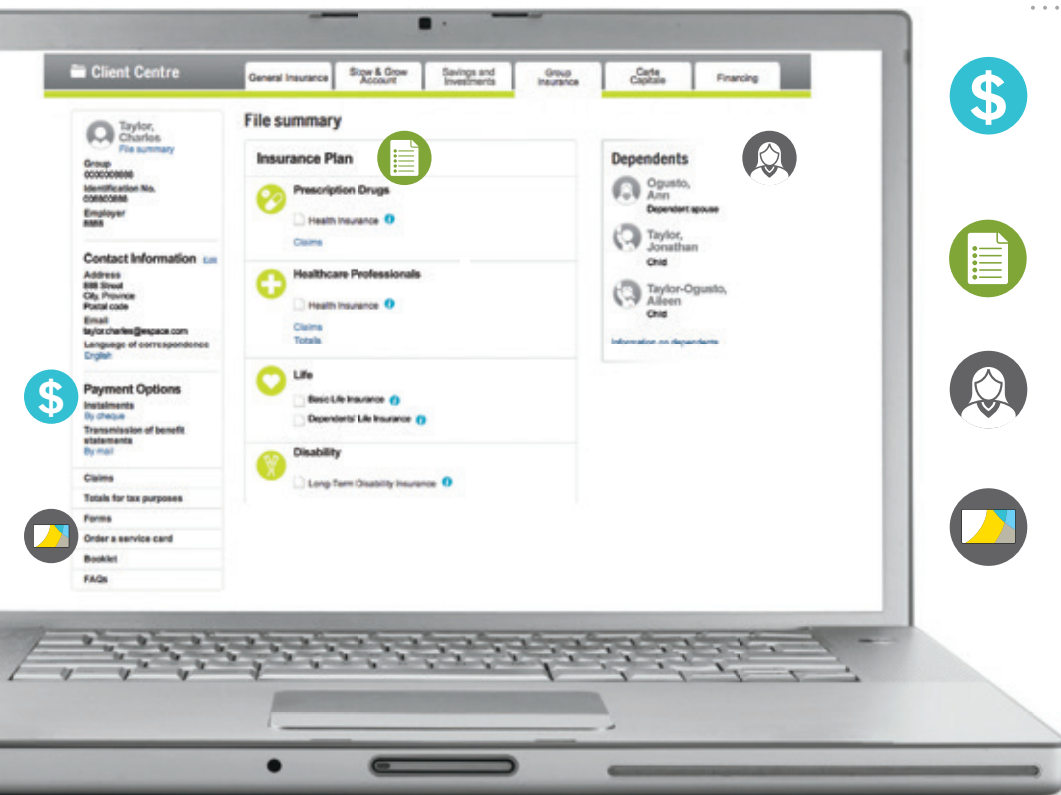 Client Centre
General Insurance
Stow & Grow
Account
Savings and
Investments
Group
Insurance
Carte
Capitale
Financing
Taylor,
Charles
File summary
Group
Identification No.
Employer
Contact Information Edit
Address
888 Street
City, Province
Postal code
Email
taylor.charles@espace.com
Language of correspondence
English
Payment Options
Instalments
By cheque
Transmission of benefit
statements
By mail
Claims
Totals for tax purposes
Forms
Order a service card
Booklet
FAQs
File summary
Insurance Plan
Prescription Drugs
Health Insurance
Claims
Healthcare Professionals
Health Insurance
Claims
Totals
Life
Basic Life Insurance
Dependents' Life Insurance
Disability
Long-Term Disability Insurance
Dependents
Ogusto,
Ann
Dependent spouse
Taylor,
Jonathan
Child
Taylor-Ogusto,
Aileen
Child
Information on dependents